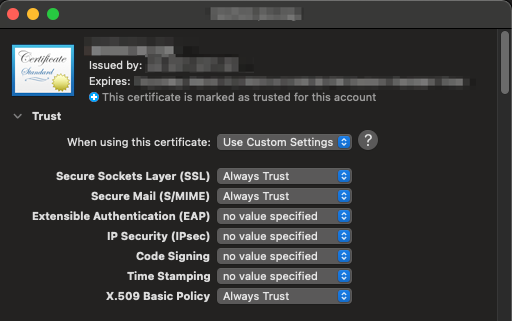 Certificate
Standard
Issued by:
Expires:
This certificate is marked as trusted for this account
Trust
When using this certificate: Use Custom Settings ?
Secure Sockets Layer (SSL) Always Trust
Secure Mail (S/MIME) Always Trust
Extensible Authentication (EAP) no value specified
IP Security (IPsec) no value specified
Code Signing no value specified
Time Stamping no value specified
X.509 Basic Policy Always Trust